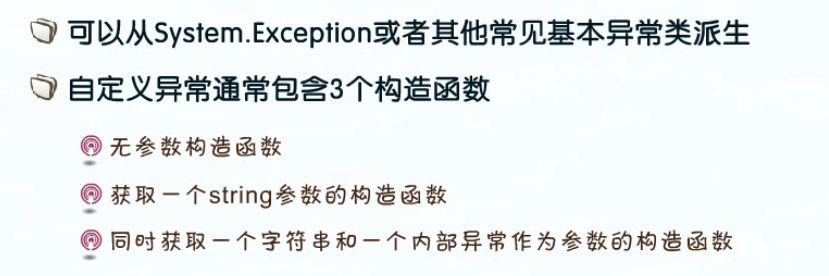 可以从System.Exception或者其他常见基本异常类派生
自定义异常通常包含3个构造函数
无参数构造函数
获取一个string参数的构造函数
同时获取一个字符串和一个内部异常作为参数的构造函数